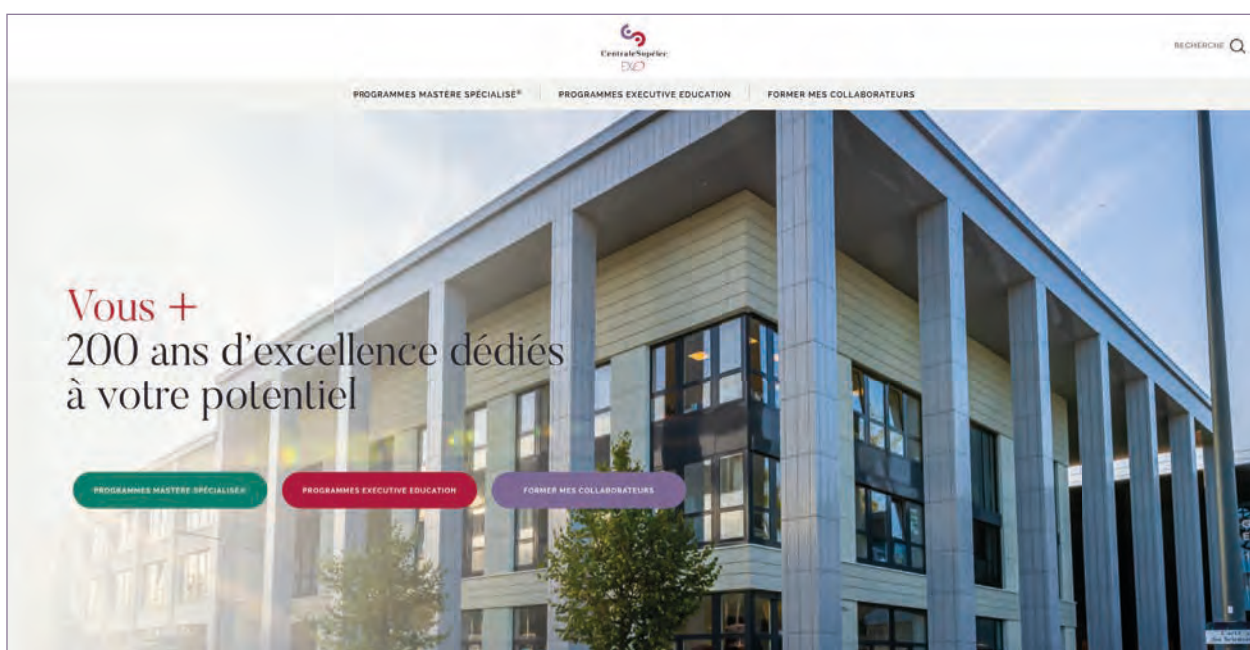 CentraleSupélec
EXED
RECHERCHE
PROGRAMMES MASTÈRE SPÉCIALISÉ®
PROGRAMMES EXECUTIVE EDUCATION
FORMER MES COLLABORATEURS
Vous +
200 ans d'excellence dédiés
à votre potentiel
PROGRAMMES MASTÈRE SPÉCIALISÉ®
PROGRAMMES EXECUTIVE EDUCATION
FORMER MES COLLABORATEURS